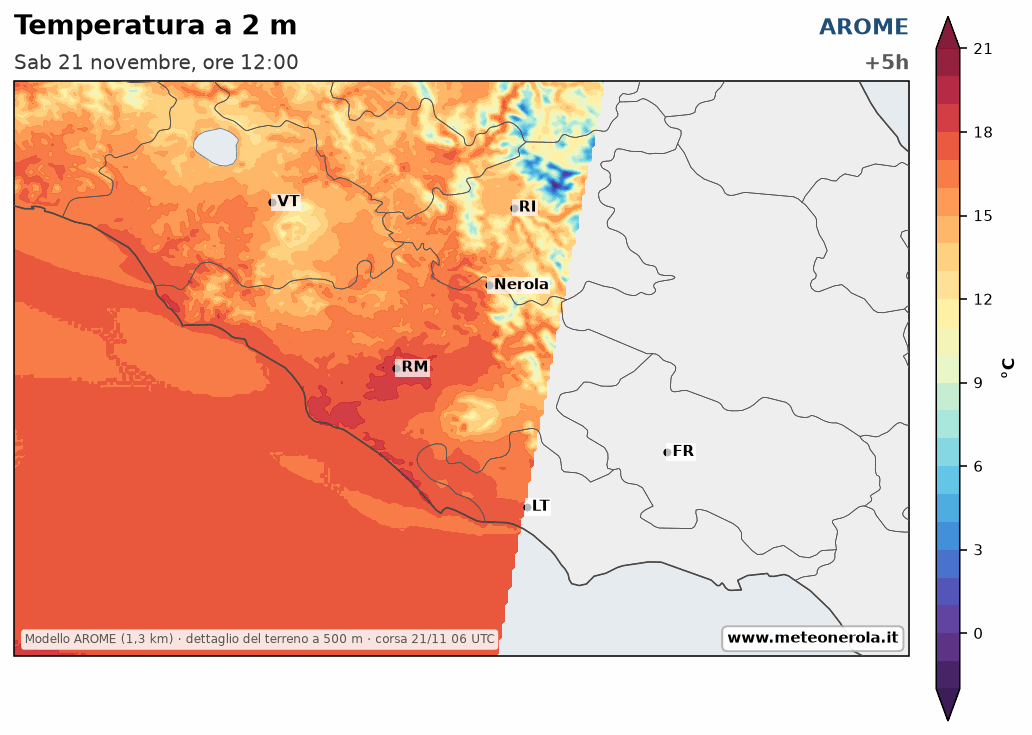 Temperatura a 2 m
AROME
Sab 21 novembre, ore 12:00
+5h
21
18
15
12
9
6
3
0
°C
VT
RI
Nerola
RM
FR
LT
Modello AROME (1,3 km) · dettaglio del terreno a 500 m · corsa 21/11 06 UTC
www.meteonerola.it